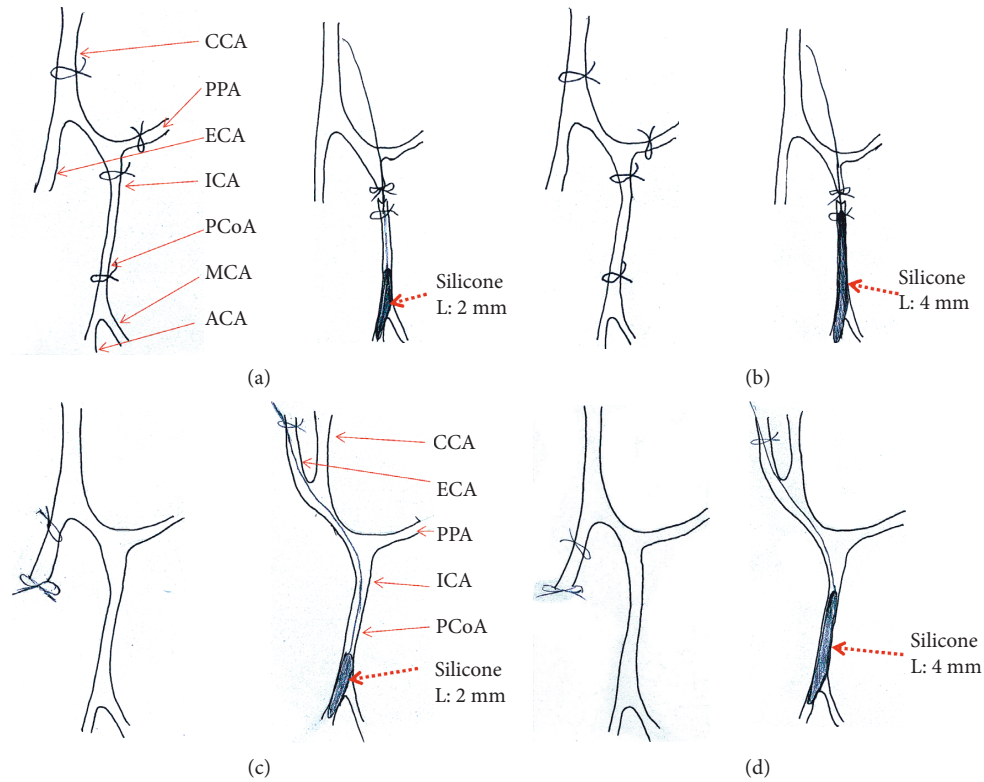 CCA
PPA
ECA
ICA
PCoA
MCA
ACA
Silicone
L: 2 mm
Silicone
L: 4 mm
(a)
(b)
CCA
ECA
PPA
ICA
PCoA
Silicone
L: 2 mm
Silicone
L: 4 mm
(c)
(d)